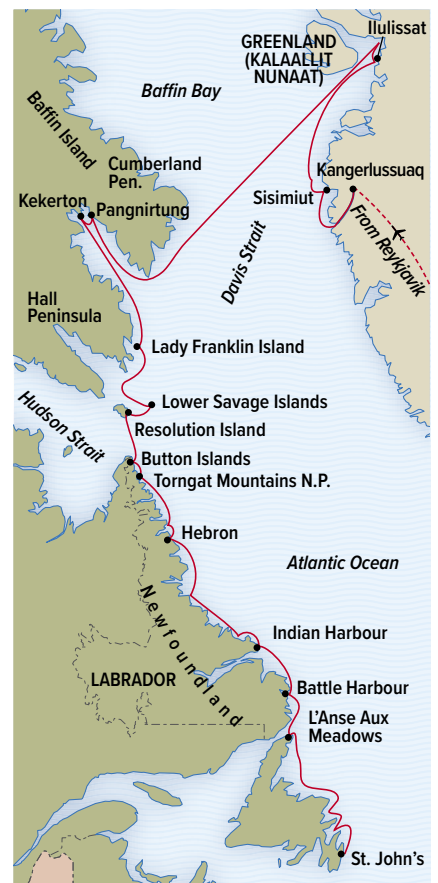 Ilulissat
GREENLAND
(KALAALLIT
NUNAAT)
Baffin Bay
Baffin Island
Cumberland
Pen.
Kangerlussuaq
Kekerton
Pangnirtung
Sisimiut
From Reykjavik
Davis Strait
Hall
Peninsula
Lady Franklin Island
Lower Savage Islands
Hudson Strait
Resolution Island
Button Islands
Torngat Mountains N.P.
Hebron
Atlantic Ocean
Newfoundland
Indian Harbour
LABRADOR
Battle Harbour
L'Anse Aux
Meadows
St. John's